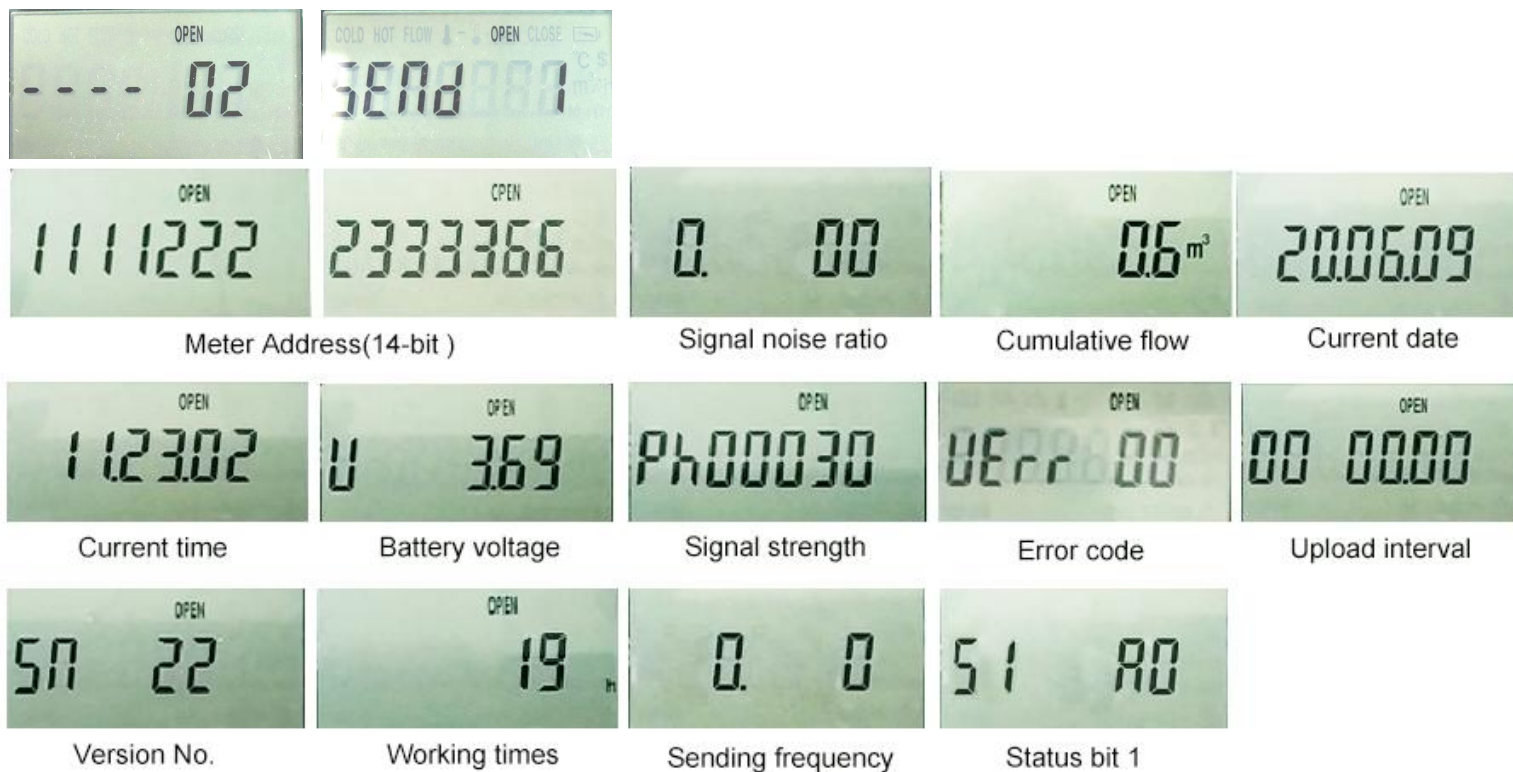 OPEN
---- 02
COLD HOT FLOW OPEN CLOSE
SEnd 1
OPEN
1111222
OPEN
2333366
Meter Address(14-bit )
0. 00
Signal noise ratio
OPEN
0.6 m³
Cumulative flow
OPEN
20.06.09
Current date
OPEN
11.23.02
Current time
OPEN
U 3.69
Battery voltage
OPEN
Ph00030
Signal strength
OPEN
UErr 00
Error code
OPEN
00 00.00
Upload interval
OPEN
Sn 22
Version No.
OPEN
19 h
Working times
0. 0
Sending frequency
S1 A0
Status bit 1